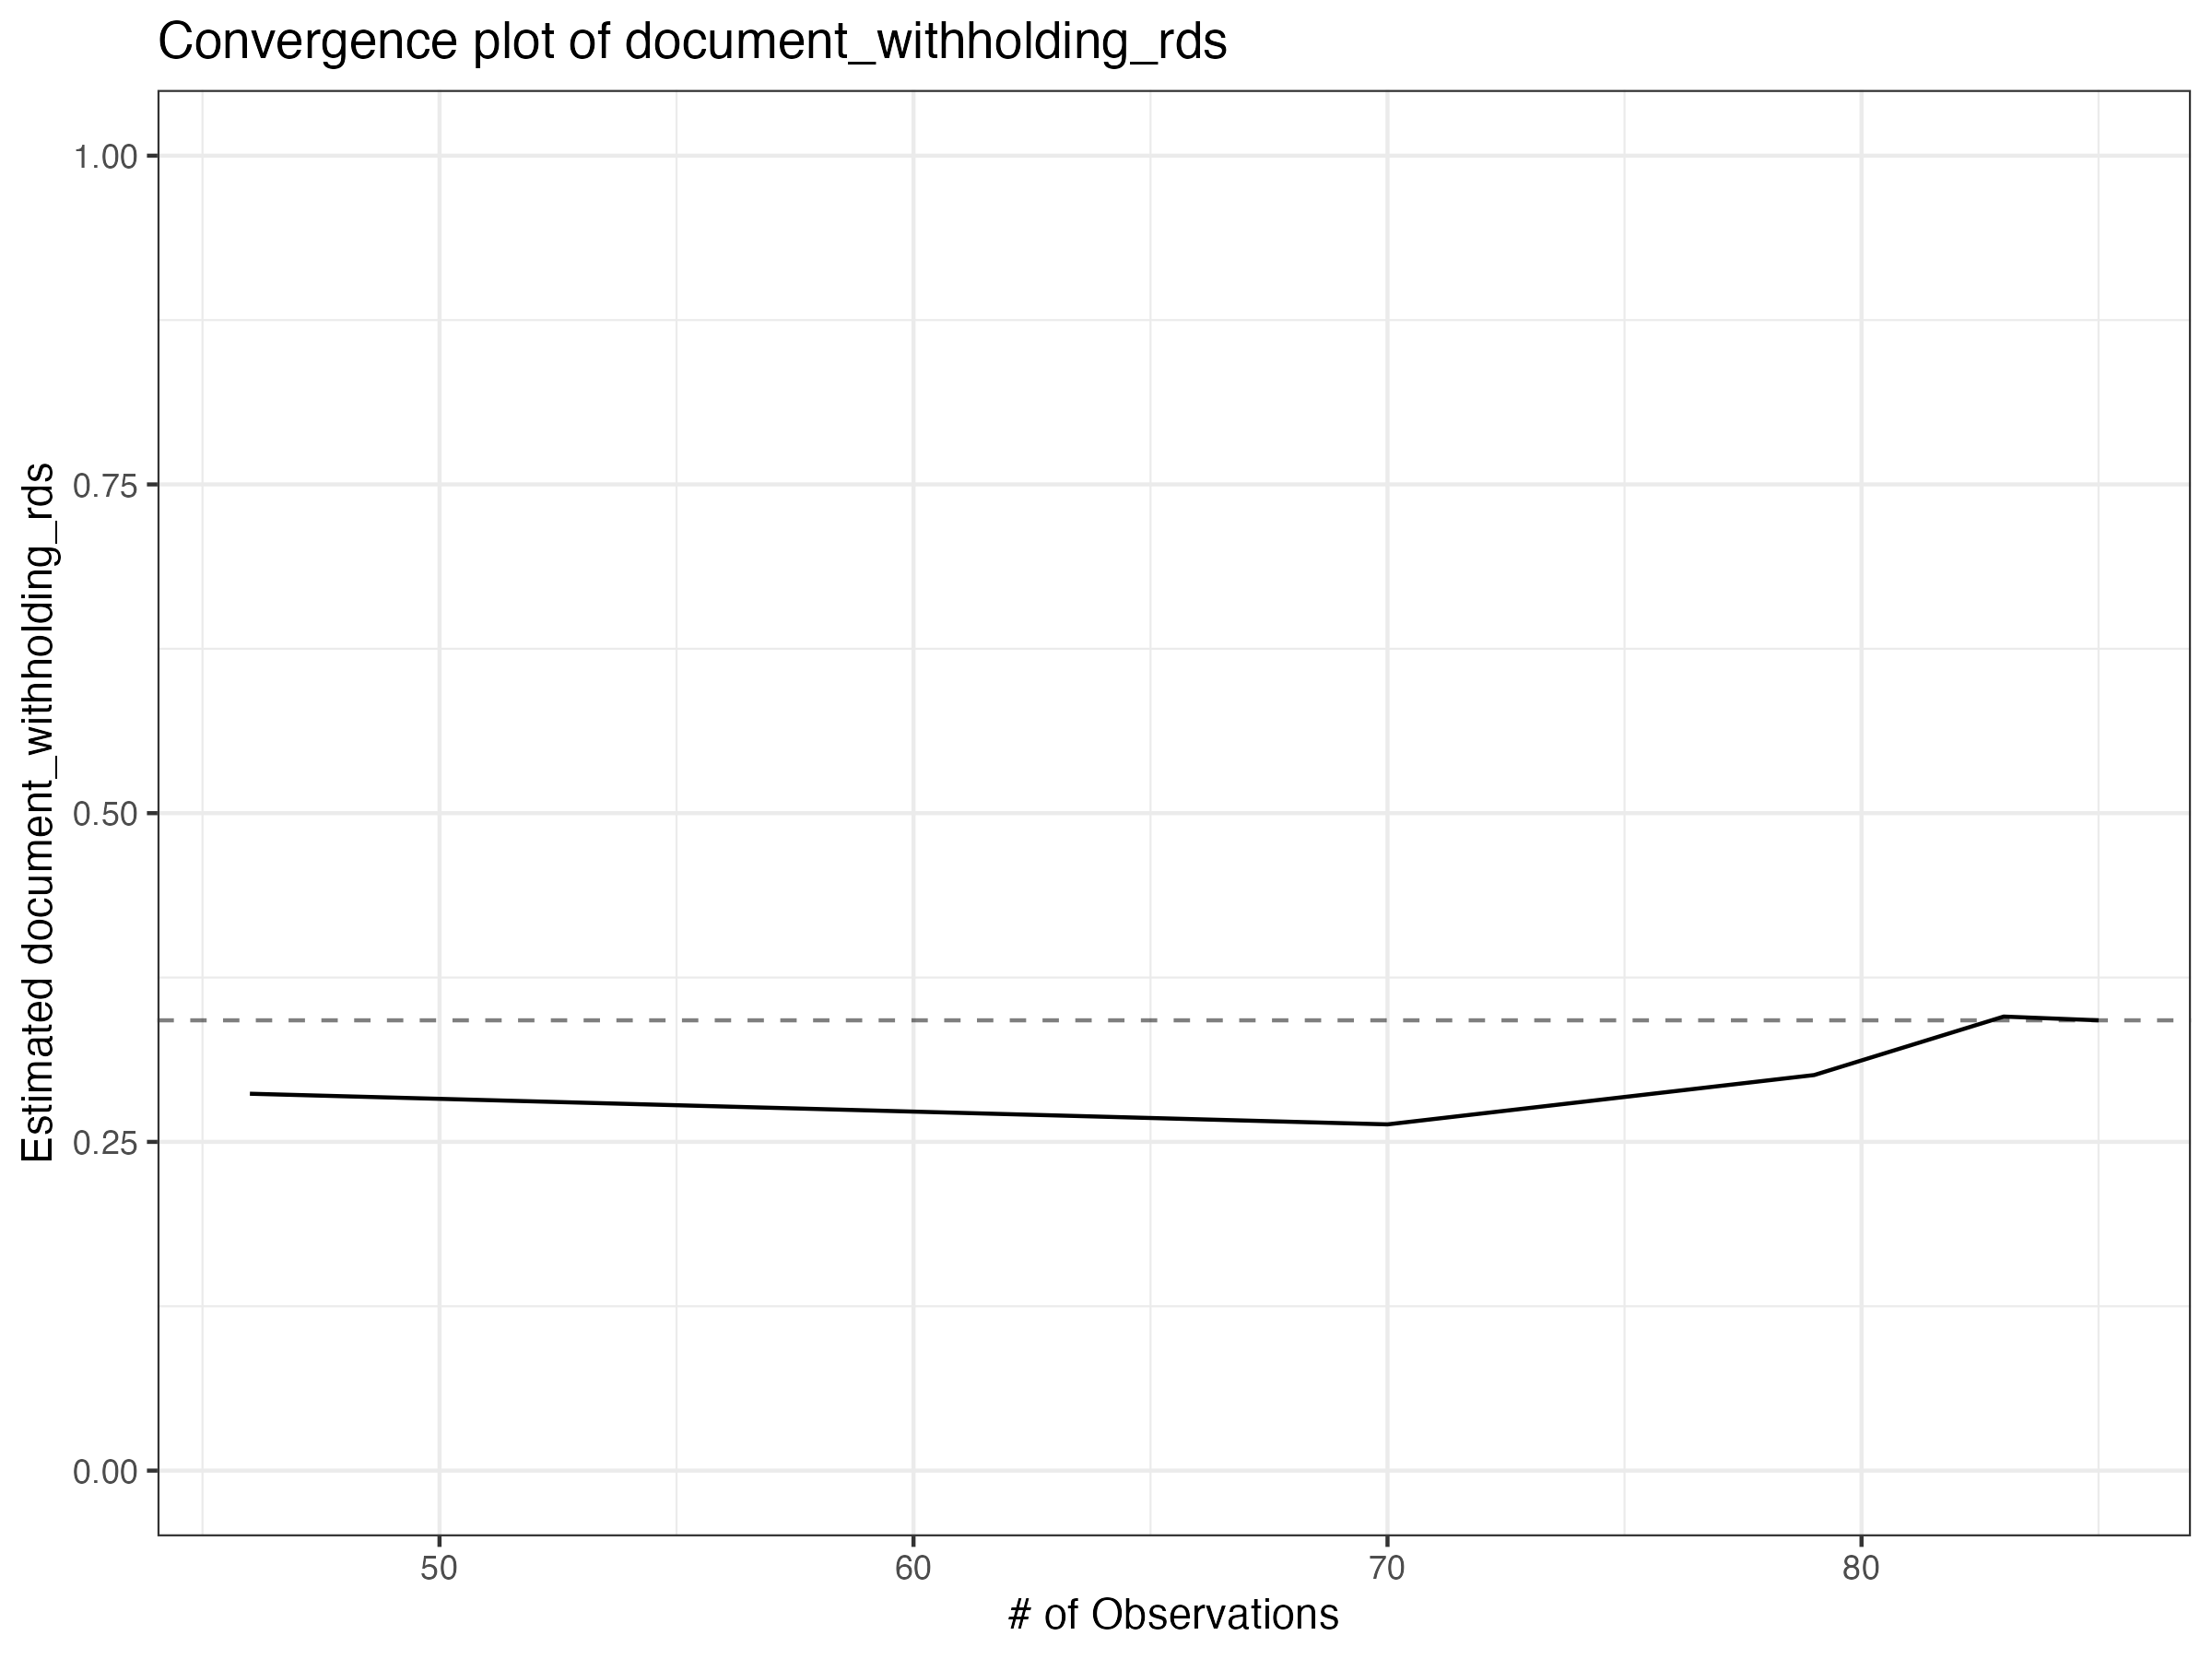 Convergence plot of document_withholding_rds
Estimated document_withholding_rds
1.00
0.75
0.50
0.25
0.00
50 60 70 80
# of Observations